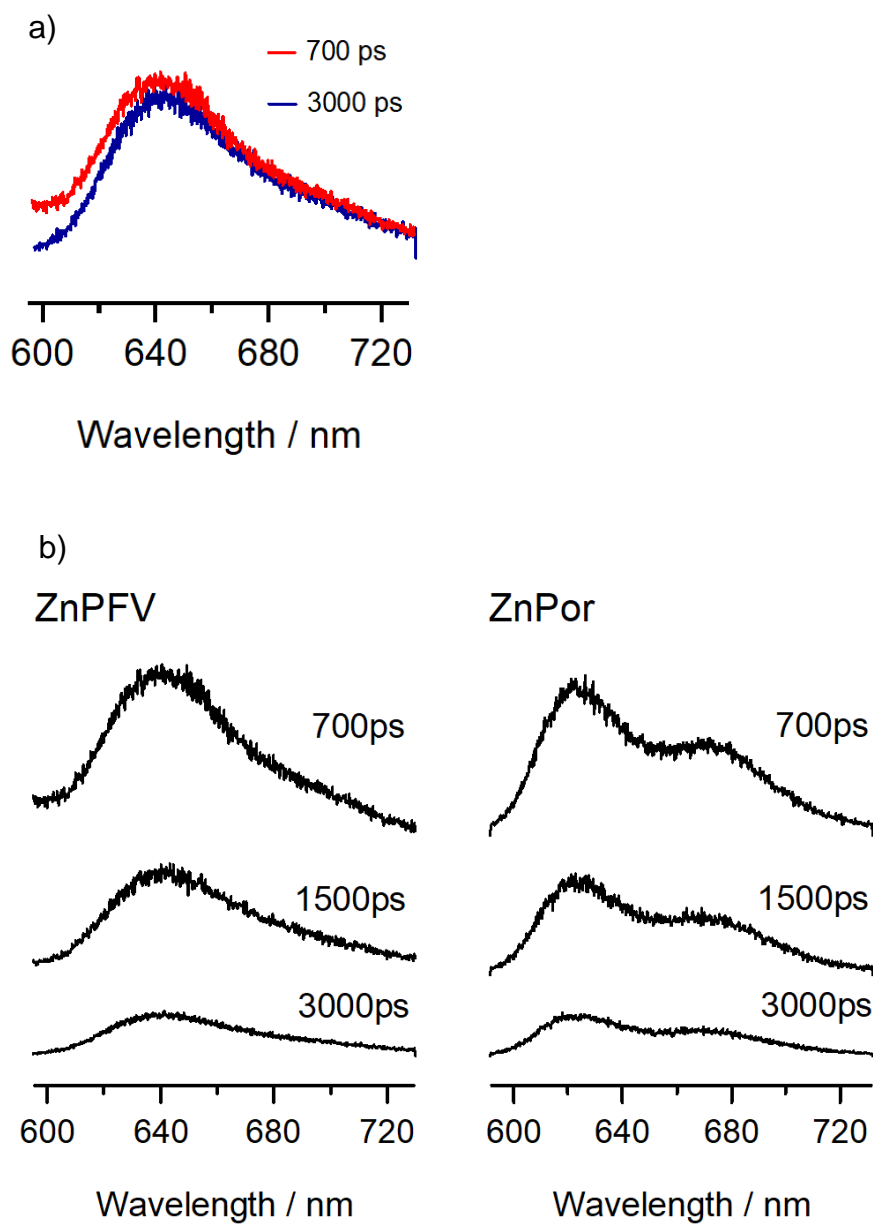 a)
700 ps
3000 ps
600 640 680 720
Wavelength / nm
b)
ZnPFV ZnPor
700ps 700ps
1500ps 1500ps
3000ps 3000ps
600 640 680 720 600 640 680 720
Wavelength / nm Wavelength / nm